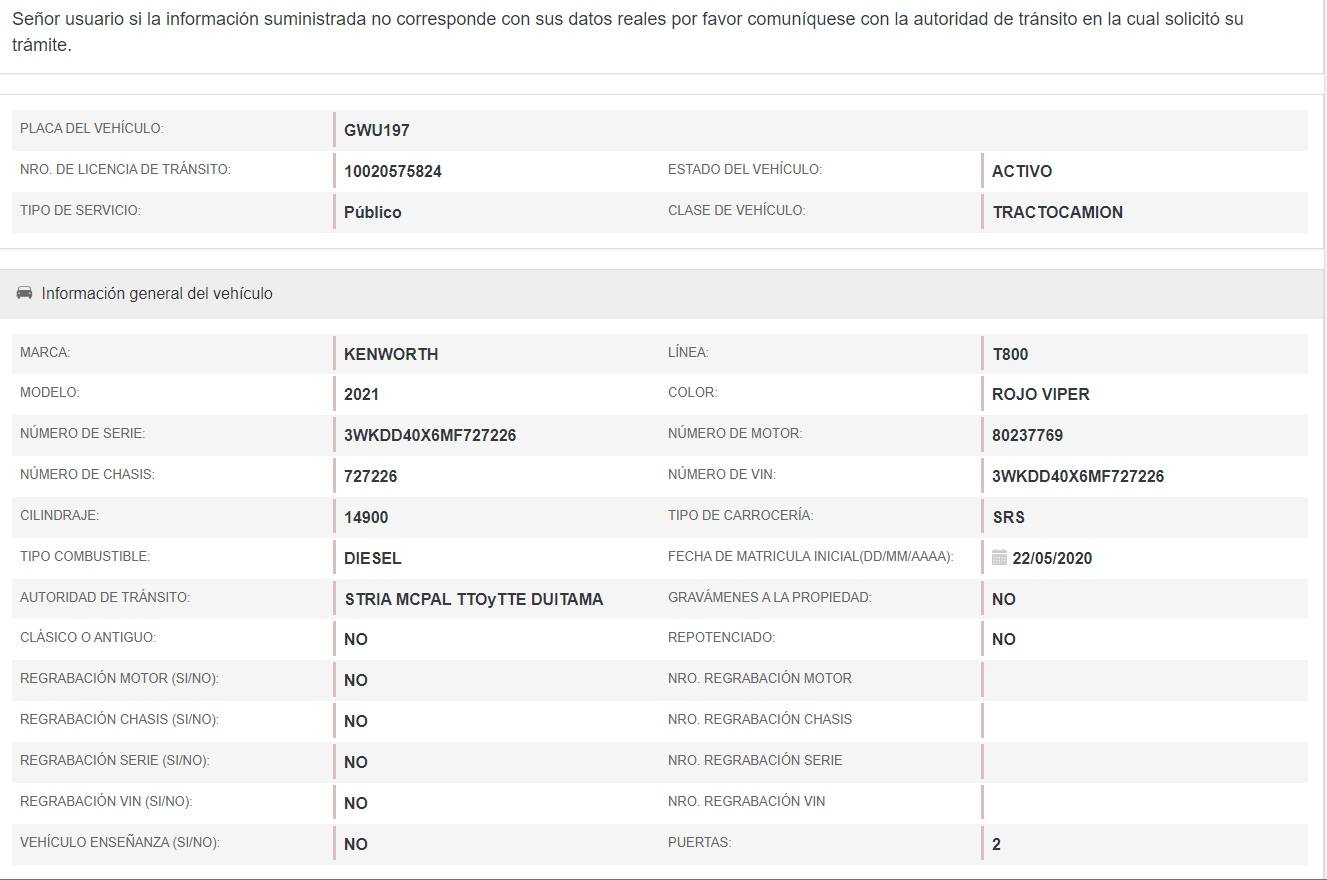 Señor usuario si la información suministrada no corresponde con sus datos reales por favor comuníquese con la autoridad de tránsito en la cual solicitó su
trámite.
PLACA DEL VEHÍCULO: GWU197
NRO. DE LICENCIA DE TRÁNSITO: 10020575824 ESTADO DEL VEHÍCULO: ACTIVO
TIPO DE SERVICIO: Público CLASE DE VEHÍCULO: TRACTOCAMION
Información general del vehículo
MARCA: KENWORTH LÍNEA: T800
MODELO: 2021 COLOR: ROJO VIPER
NÚMERO DE SERIE: 3WKDD40X6MF727226 NÚMERO DE MOTOR: 80237769
NÚMERO DE CHASIS: 727226 NÚMERO DE VIN: 3WKDD40X6MF727226
CILINDRAJE: 14900 TIPO DE CARROCERÍA: SRS
TIPO COMBUSTIBLE: DIESEL FECHA DE MATRICULA INICIAL(DD/MM/AAAA): 22/05/2020
AUTORIDAD DE TRÁNSITO: STRIA MCPAL TTOyTTE DUITAMA GRAVÁMENES A LA PROPIEDAD: NO
CLÁSICO O ANTIGUO: NO REPOTENCIADO: NO
REGRABACIÓN MOTOR (SI/NO): NO NRO. REGRABACIÓN MOTOR
REGRABACIÓN CHASIS (SI/NO): NO NRO. REGRABACIÓN CHASIS
REGRABACIÓN SERIE (SI/NO): NO NRO. REGRABACIÓN SERIE
REGRABACIÓN VIN (SI/NO): NO NRO. REGRABACIÓN VIN
VEHÍCULO ENSEÑANZA (SI/NO): NO PUERTAS: 2